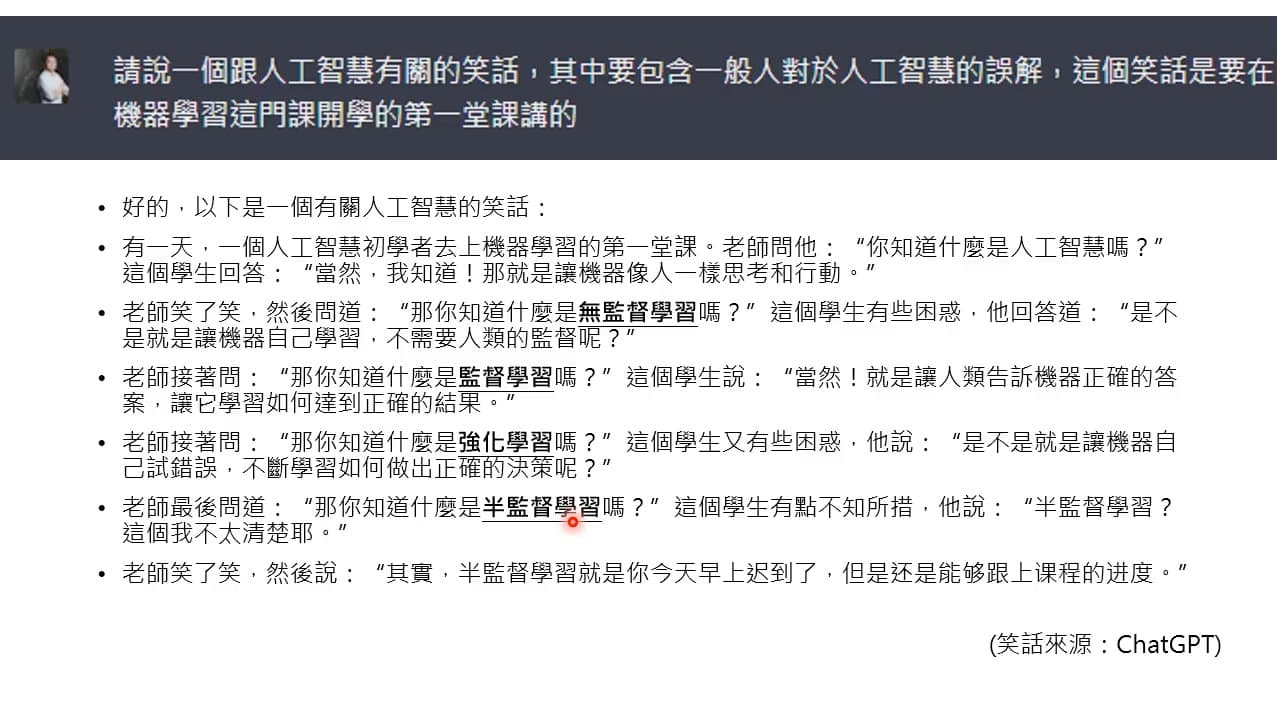 請說一個跟人工智慧有關的笑話，其中要包含一般人對於人工智慧的誤解，這個笑話是要在
機器學習這門課開學的第一堂課講的
• 好的，以下是一個有關人工智慧的笑話：
• 有一天，一個人工智慧初學者去上機器學習的第一堂課。老師問他：“你知道什麼是人工智慧嗎？”
這個學生回答：“當然，我知道！那就是讓機器像人一樣思考和行動。”
• 老師笑了笑，然後問道：“那你知道什麼是無監督學習嗎？”這個學生有些困惑，他回答道：“是不
是就是讓機器自己學習，不需要人類的監督呢？”
• 老師接著問：“那你知道什麼是監督學習嗎？”這個學生說：“當然！就是讓人類告訴機器正確的答
案，讓它學習如何達到正確的結果。”
• 老師接著問：“那你知道什麼是強化學習嗎？”這個學生又有些困惑，他說：“是不是就是讓機器自
己試錯誤，不斷學習如何做出正確的決策呢？”
• 老師最後問道：“那你知道什麼是半監督學習嗎？”這個學生有點不知所措，他說：“半監督學習？
這個我不太清楚耶。”
• 老師笑了笑，然後說：“其實，半監督學習就是你今天早上迟到了，但是还是能够跟上课程的进度。”
(笑話來源：ChatGPT)